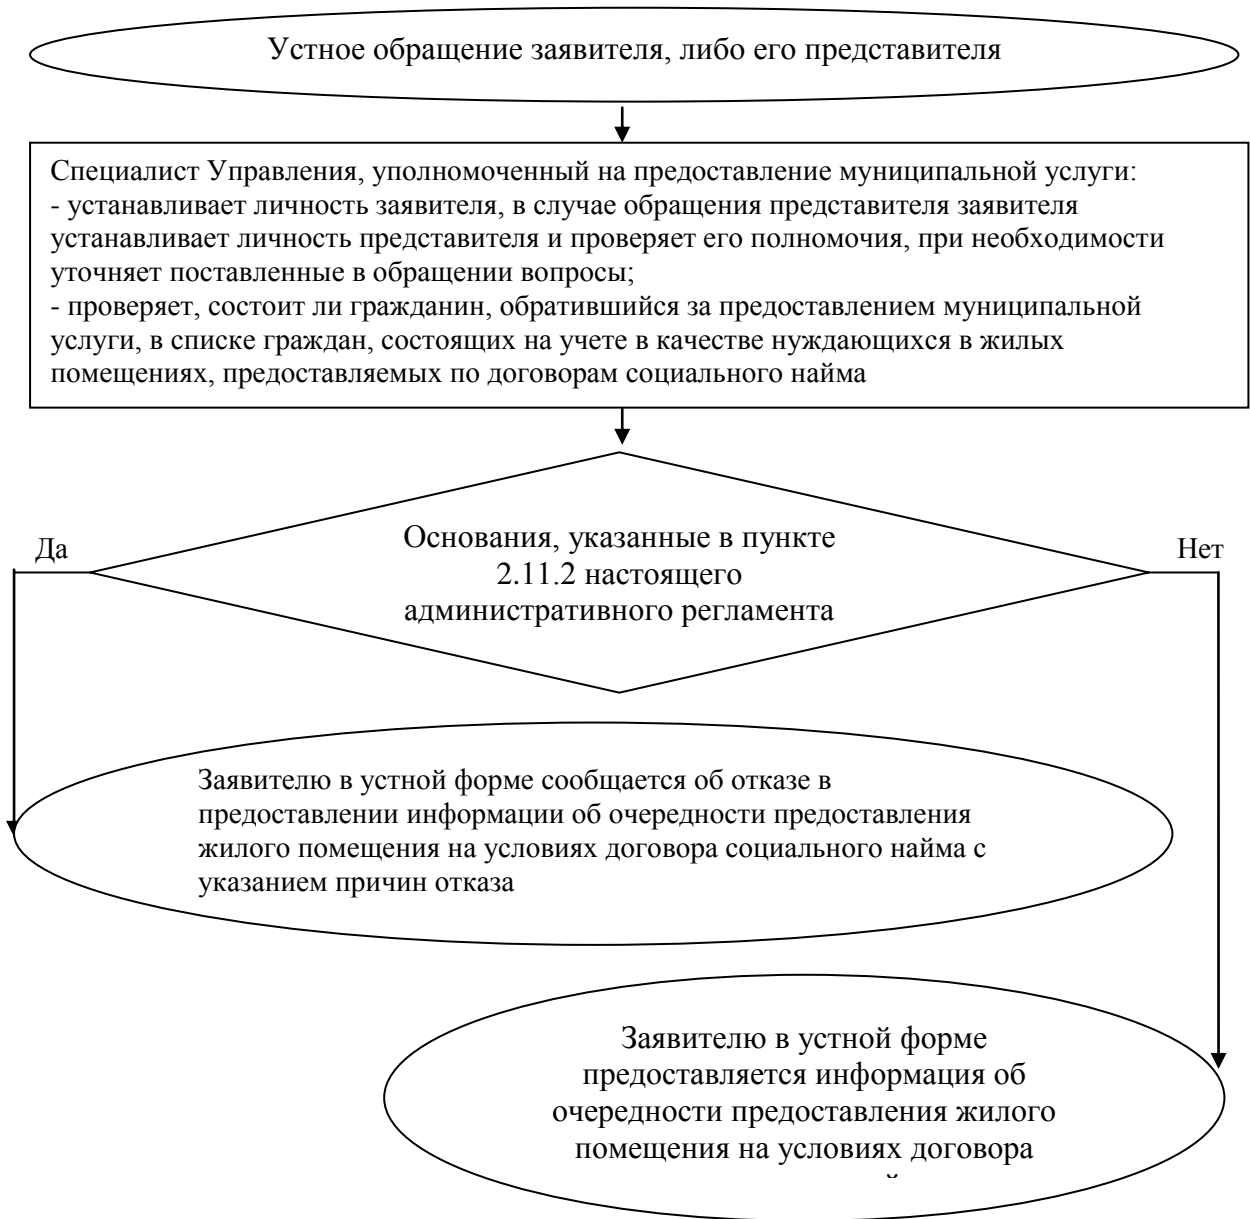 Устное обращение заявителя, либо его представителя
Специалист Управления, уполномоченный на предоставление муниципальной услуги:
- устанавливает личность заявителя, в случае обращения представителя заявителя
устанавливает личность представителя и проверяет его полномочия, при необходимости
уточняет поставленные в обращении вопросы;
- проверяет, состоит ли гражданин, обратившийся за предоставлением муниципальной
услуги, в списке граждан, состоящих на учете в качестве нуждающихся в жилых
помещениях, предоставляемых по договорам социального найма
Да
Основания, указанные в пункте
2.11.2 настоящего
административного регламента
Нет
Заявителю в устной форме сообщается об отказе в
предоставлении информации об очередности предоставления
жилого помещения на условиях договора социального найма с
указанием причин отказа
Заявителю в устной форме
предоставляется информация об
очередности предоставления жилого
помещения на условиях договора